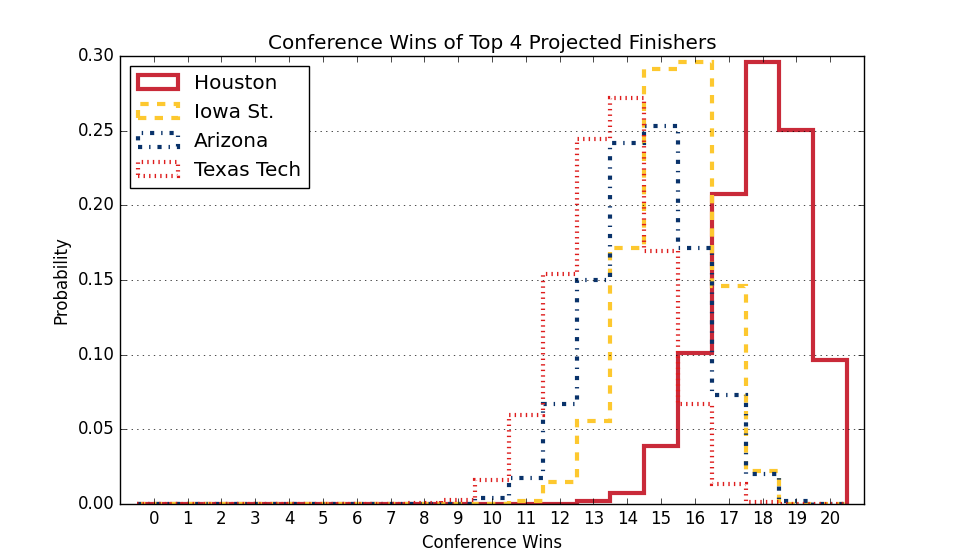 Conference Wins of Top 4 Projected Finishers
0.30
0.25
0.20
0.15
0.10
0.05
0.00
Probability
Houston
Iowa St.
Arizona
Texas Tech
0 1 2 3 4 5 6 7 8 9 10 11 12 13 14 15 16 17 18 19 20
Conference Wins